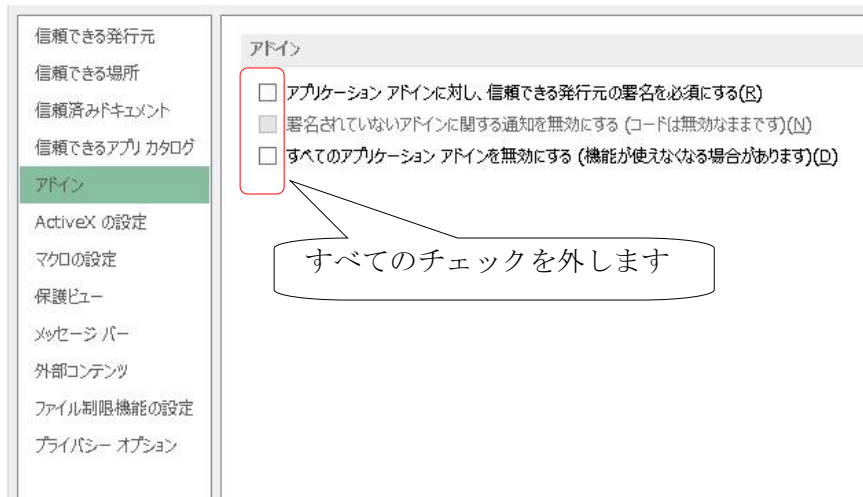 信頼できる発行元
信頼できる場所
信頼済みドキュメント
信頼できるアプリ カタログ
アドイン
ActiveX の設定
マクロの設定
保護ビュー
メッセージ バー
外部コンテンツ
ファイル制限機能の設定
プライバシー オプション
アドイン
アプリケーション アドインに対し、信頼できる発行元の署名を必須にする(R)
署名されていないアドインに関する通知を無効にする (コードは無効なままです)(N)
すべてのアプリケーション アドインを無効にする (機能が使えなくなる場合があります)(D)
すべてのチェックを外します